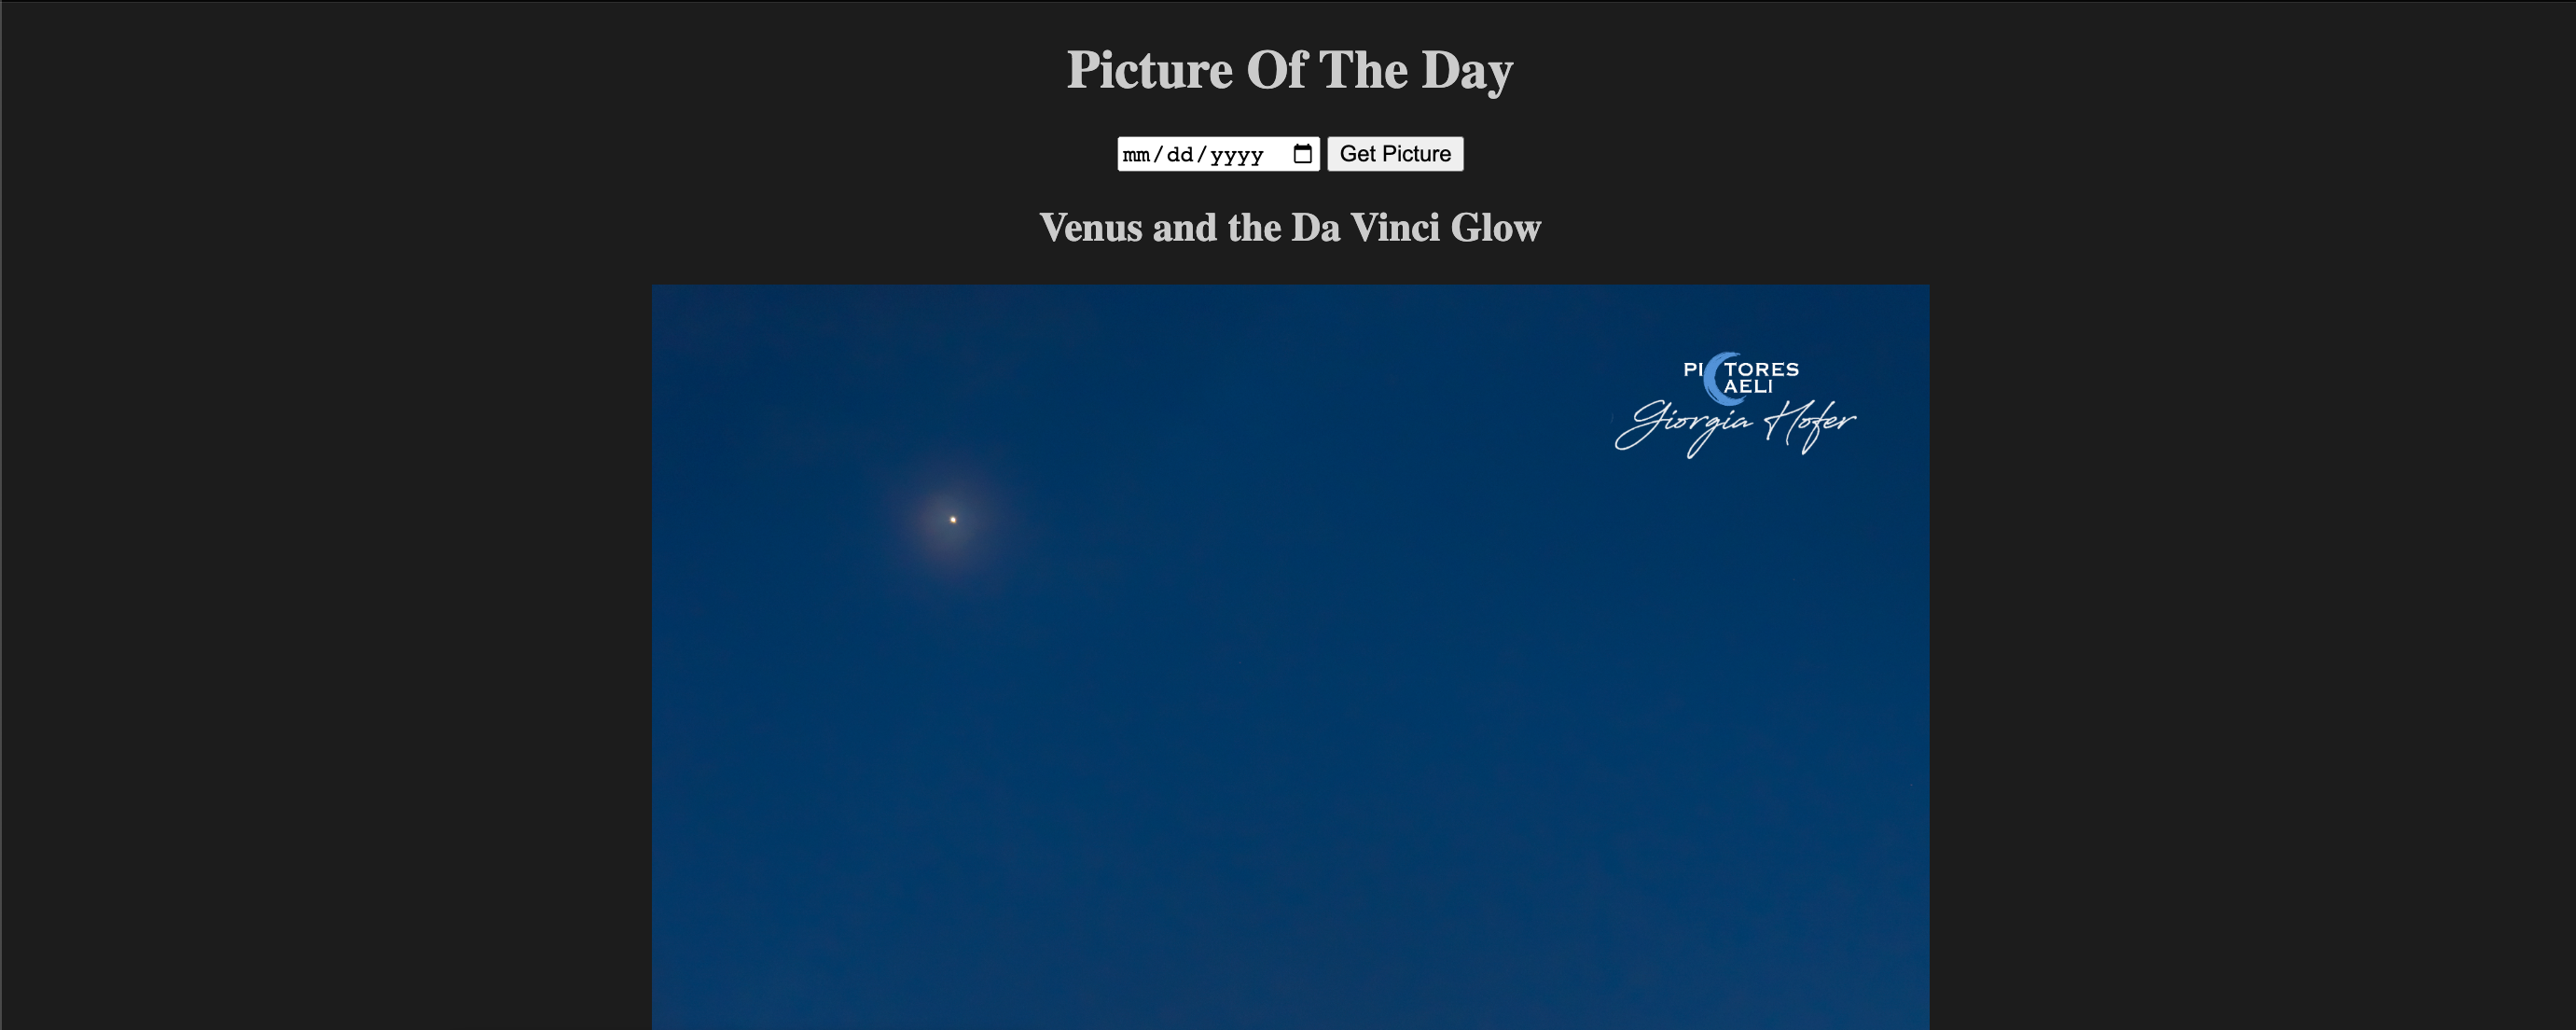 Picture Of The Day
mm/dd/yyyy Get Picture
Venus and the Da Vinci Glow
PICTORES
CAELI
Giorgia Hofer